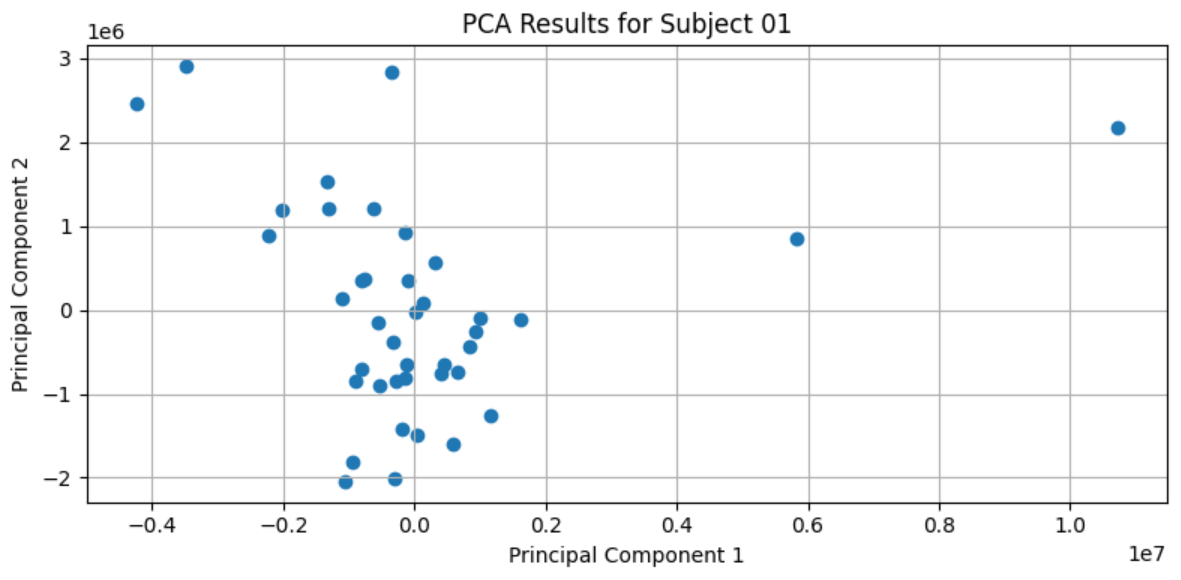 PCA Results for Subject 01
1e6
3
2
1
0
−1
−2
Principal Component 2
−0.4 −0.2 0.0 0.2 0.4 0.6 0.8 1.0
1e7
Principal Component 1